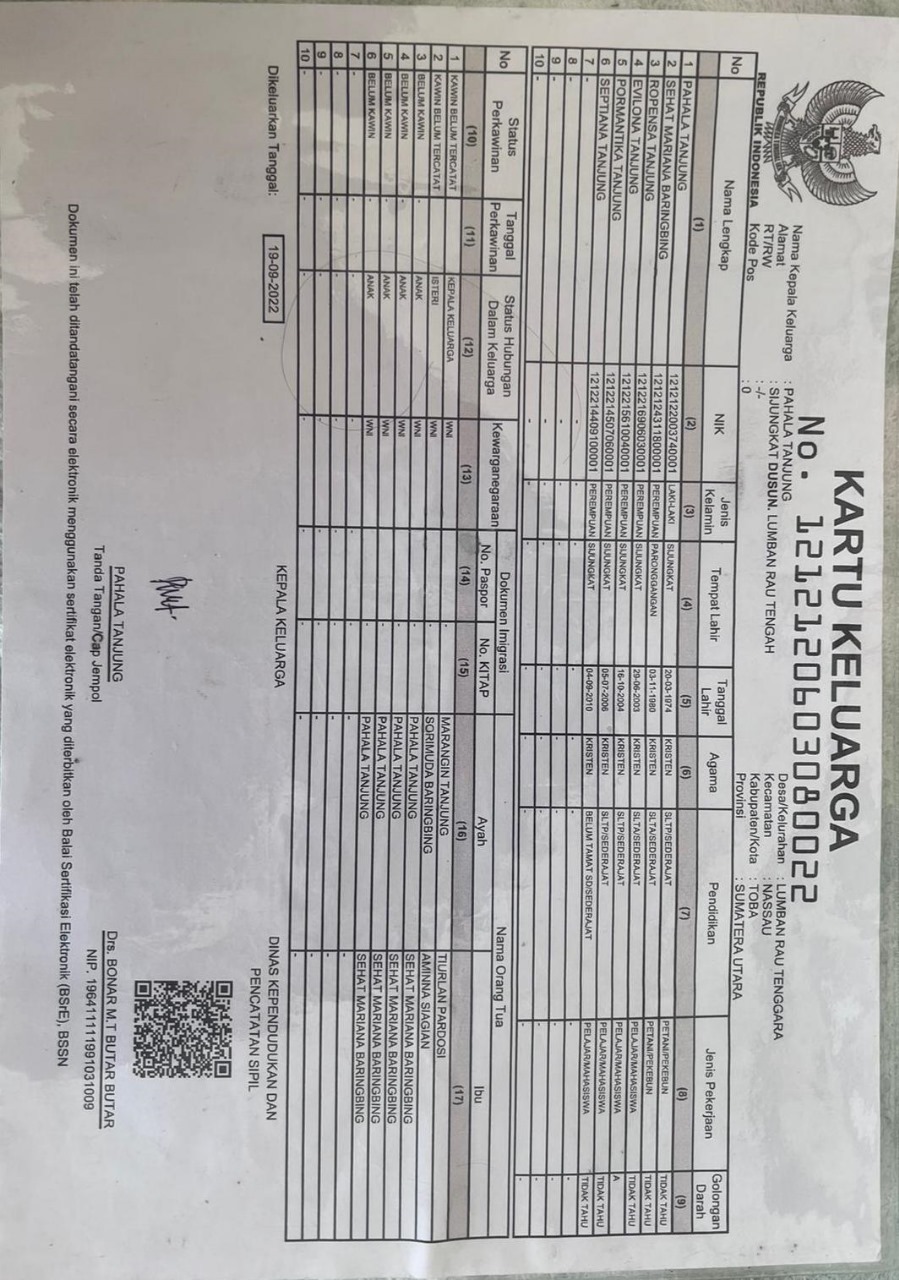 KARTU KELUARGA
No. 1212120603080022
REPUBLIK INDONESIA
Nama Kepala Keluarga : PAHALA TANJUNG
Alamat : SIJUNGKAT DUSUN. LUMBAN RAU TENGAH
RT/RW : -/-
Kode Pos : 0
Desa/Kelurahan : LUMBAN RAU TENGGARA
Kecamatan : NASSAU
Kabupaten/Kota : TOBA
Provinsi : SUMATERA UTARA
No Nama Lengkap NIK Jenis Kelamin Tempat Lahir Tanggal Lahir Agama Pendidikan Jenis Pekerjaan Golongan Darah
(1) (2) (3) (4) (5) (6) (7) (8) (9)
1 PAHALA TANJUNG 1212122003740001 LAKI-LAKI SIJUNGKAT 20-03-1974 KRISTEN SLTP/SEDERAJAT PETANI/PEKEBUN TIDAK TAHU
2 SEHAT MARIANA BARINGBING 1212124311800001 PEREMPUAN PARONGGANGAN 03-11-1980 KRISTEN SLTA/SEDERAJAT PETANI/PEKEBUN TIDAK TAHU
3 ROPENSA TANJUNG 1212216906030001 PEREMPUAN SIJUNGKAT 29-06-2003 KRISTEN SLTA/SEDERAJAT PELAJAR/MAHASISWA TIDAK TAHU
4 EVILONA TANJUNG 1212215610040001 PEREMPUAN SIJUNGKAT 16-10-2004 KRISTEN SLTA/SEDERAJAT PELAJAR/MAHASISWA A
5 PORMANTIKA TANJUNG 1212214507060001 PEREMPUAN SIJUNGKAT 05-07-2006 KRISTEN SLTP/SEDERAJAT PELAJAR/MAHASISWA TIDAK TAHU
6 SEPTIANA TANJUNG 1212214409100001 PEREMPUAN SIJUNGKAT 04-09-2010 KRISTEN BELUM TAMAT SD/SEDERAJAT PELAJAR/MAHASISWA TIDAK TAHU
7 - - - - - - - - -
8 - - - - - - - - -
9 - - - - - - - - -
10 - - - - - - - - -
No Status Perkawinan Tanggal Perkawinan Status Hubungan Dalam Keluarga Kewarganegaraan Dokumen Imigrasi Nama Orang Tua
No. Paspor No. KITAP Ayah Ibu
(10) (11) (12) (13) (14) (15) (16) (17)
1 KAWIN BELUM TERCATAT KEPALA KELUARGA WNI - MARANGIN TANJUNG TIURLAN PARDOSI
2 KAWIN BELUM TERCATAT ISTERI WNI - - SORIMUDA BARINGBING AMINNA SIAGIAN
3 BELUM KAWIN - ANAK WNI - - PAHALA TANJUNG SEHAT MARIANA BARINGBING
4 BELUM KAWIN - ANAK WNI - - PAHALA TANJUNG SEHAT MARIANA BARINGBING
5 BELUM KAWIN - ANAK WNI - - PAHALA TANJUNG SEHAT MARIANA BARINGBING
6 BELUM KAWIN - ANAK WNI - - PAHALA TANJUNG SEHAT MARIANA BARINGBING
7 - - - - - - - -
8 - - - - - - - -
9 - - - - - - - -
10 - - - - - - - -
Dikeluarkan Tanggal: 19-09-2022
KEPALA KELUARGA
DINAS KEPENDUDUKAN DAN
PENCATATAN SIPIL
PAHALA TANJUNG
Tanda Tangan/Cap Jempol
Drs. BONAR M.T BUTAR BUTAR
NIP. 196411111991031009
Dokumen ini telah ditandatangani secara elektronik menggunakan sertifikat elektronik yang diterbitkan oleh Balai Sertifikasi Elektronik (BSrE), BSSN